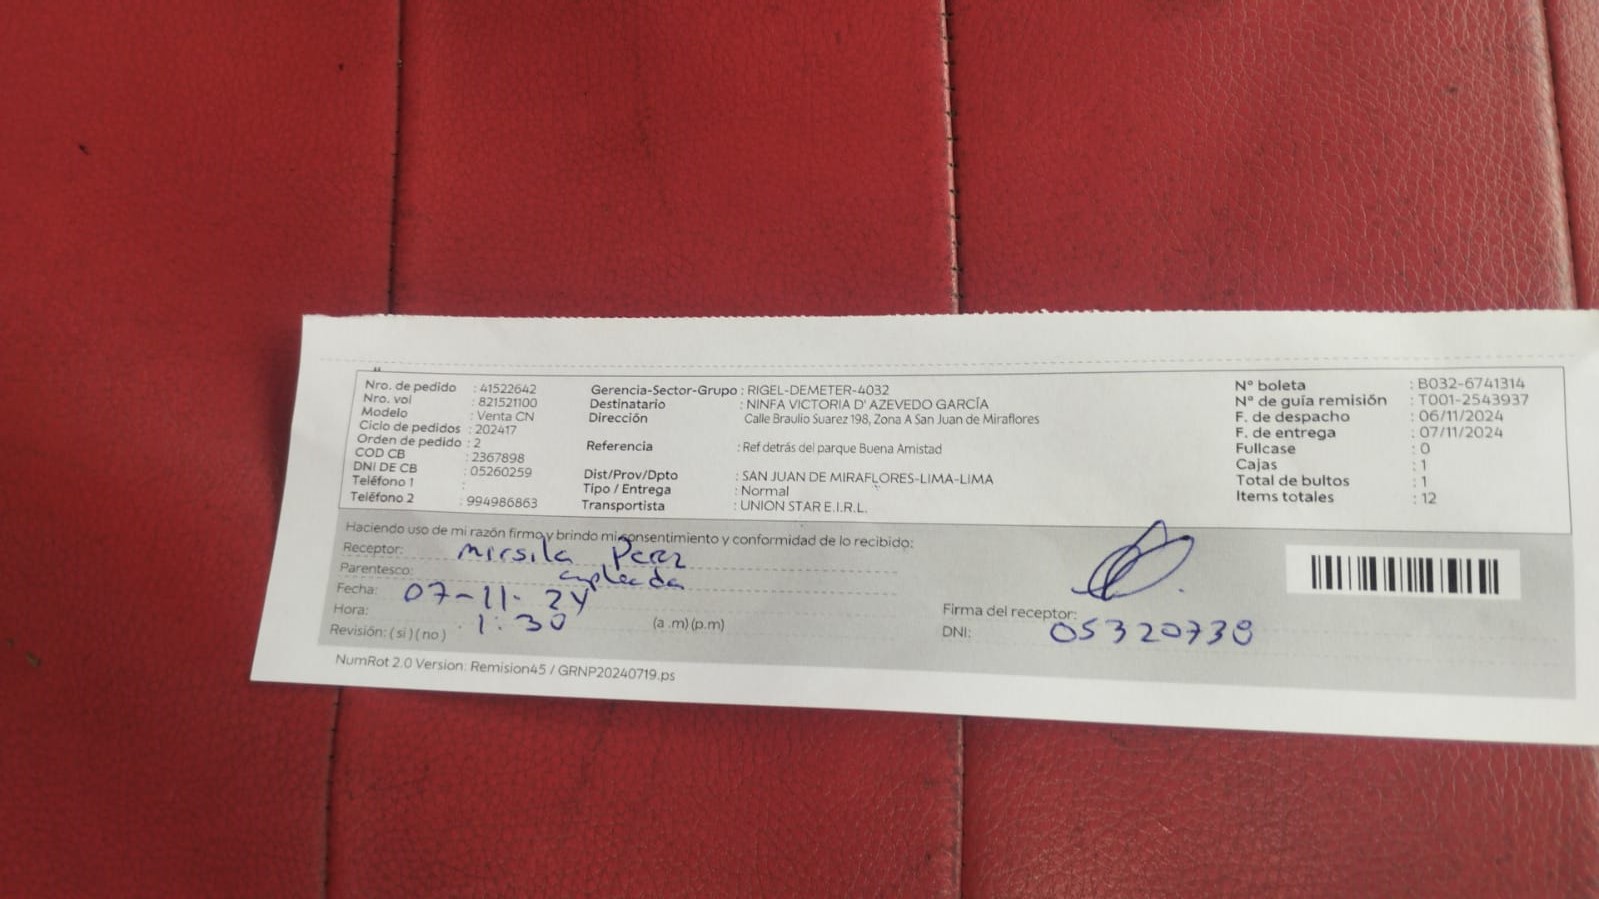 Nro. de pedido : 41522642
Nro. vol : 821521100
Modelo : Venta CN
Ciclo de pedidos : 202417
Orden de pedido : 2
COD CB : 2367898
DNI DE CB : 05260259
Teléfono 1 :
Teléfono 2 : 994986863
Gerencia-Sector-Grupo : RIGEL-DEMETER-4032
Destinatario : NINFA VICTORIA D' AZEVEDO GARCÍA
Dirección Calle Braulio Suarez 198, Zona A San Juan de Miraflores
Referencia : Ref detrás del parque Buena Amistad
Dist/Prov/Dpto : SAN JUAN DE MIRAFLORES-LIMA-LIMA
Tipo / Entrega : Normal
Transportista : UNION STAR E.I.R.L.
N° boleta : B032-6741314
N° de guía remisión : T001-2543937
F. de despacho : 06/11/2024
F. de entrega : 07/11/2024
Fullcase : 0
Cajas : 1
Total de bultos : 1
Items totales : 12
Haciendo uso de mi razón firmo y brindo mi consentimiento y conformidad de lo recibido:
Receptor: Mirsila Perez
Parentesco: empleada
Fecha: 07-11-24
Hora: 1:30 (a .m) (p.m)
Revisión: ( si ) ( no )
Firma del receptor:
DNI: 05320738
NumRot 2.0 Version: Remision45 / GRNP20240719.ps